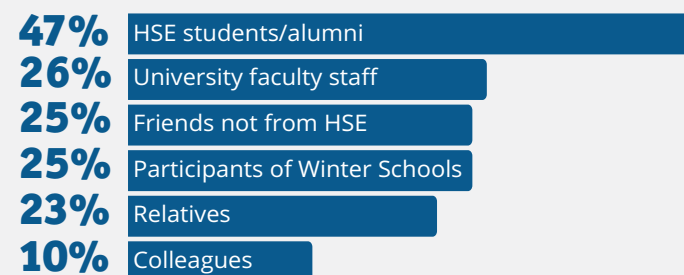 47% HSE students/alumni
26% University faculty staff
25% Friends not from HSE
25% Participants of Winter Schools
23% Relatives
10% Colleagues